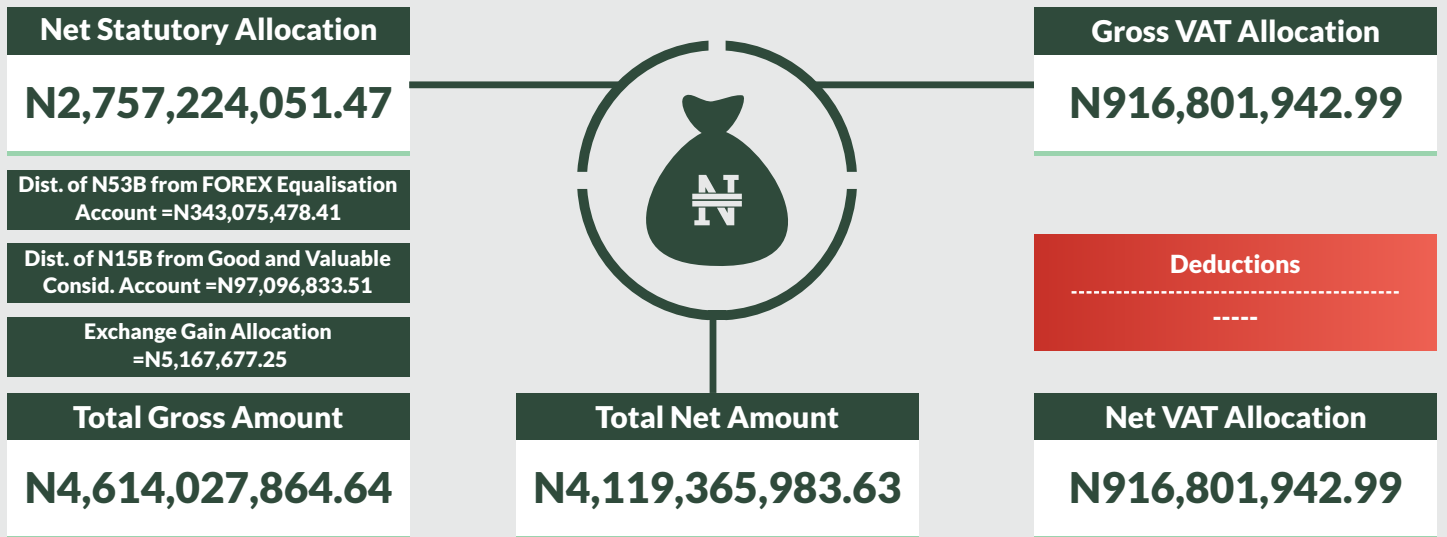 Net Statutory Allocation
N2,757,224,051.47
Dist. of N53B from FOREX Equalisation
Account =N343,075,478.41
Dist. of N15B from Good and Valuable
Consid. Account =N97,096,833.51
Exchange Gain Allocation
=N5,167,677.25
Total Gross Amount
N4,614,027,864.64
₦
Total Net Amount
N4,119,365,983.63
Gross VAT Allocation
N916,801,942.99
Deductions
--------------------------------------------
-----
Net VAT Allocation
N916,801,942.99